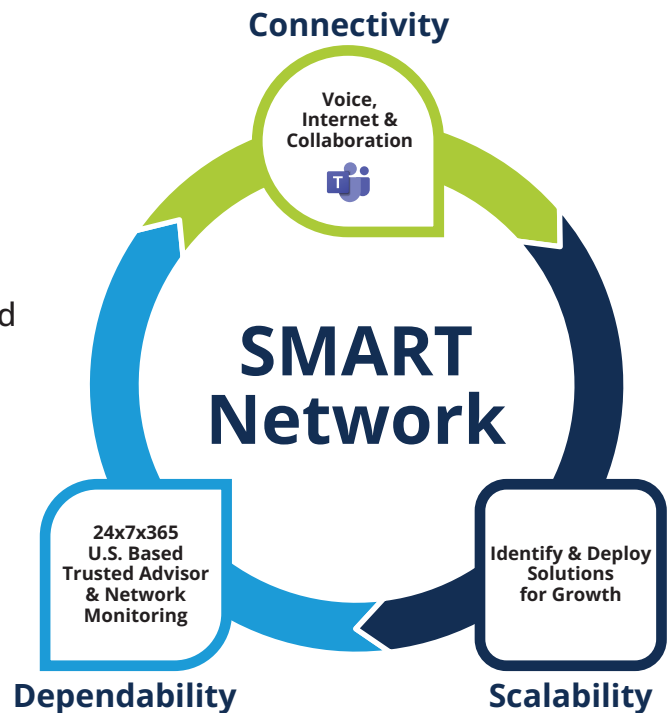 Connectivity
Voice,
Internet &
Collaboration
T
d
SMART
Network
24x7x365
U.S. Based
Trusted Advisor
& Network
Monitoring
Identify & Deploy
Solutions
for Growth
Dependability
Scalability